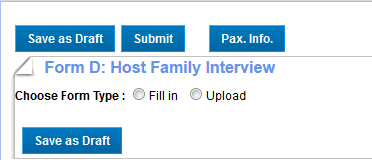 Save as Draft Submit Pax. Info.
Form D: Host Family Interview
Choose Form Type : Fill in Upload
Save as Draft